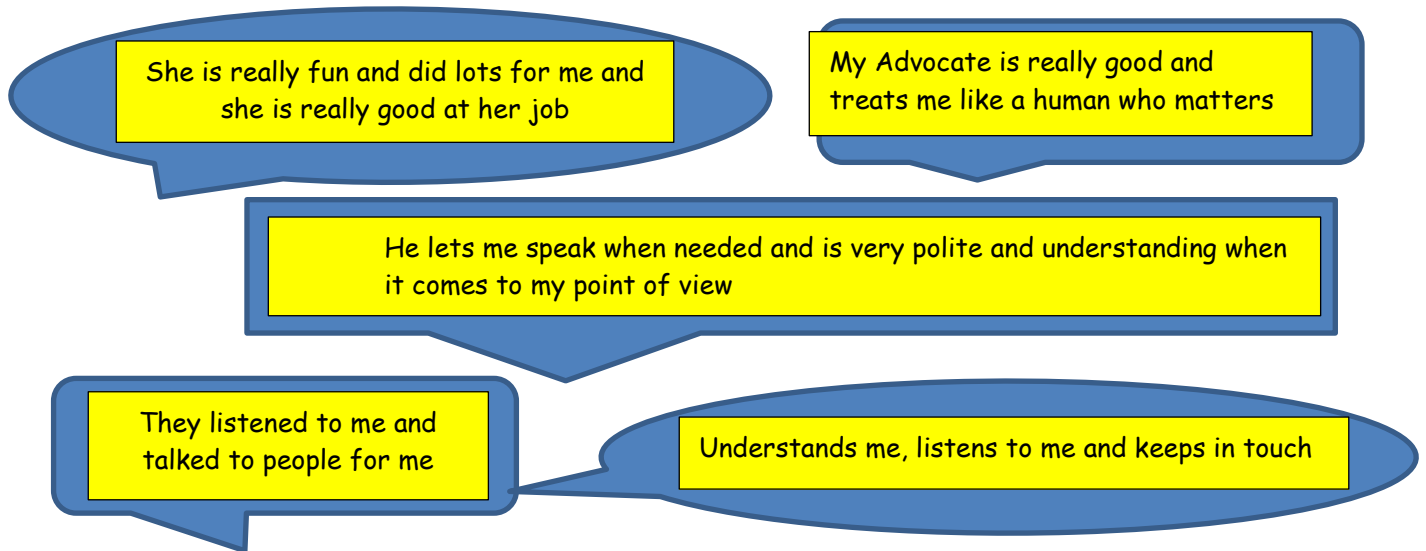 She is really fun and did lots for me and
she is really good at her job
My Advocate is really good and
treats me like a human who matters
He lets me speak when needed and is very polite and understanding when
it comes to my point of view
They listened to me and
talked to people for me
Understands me, listens to me and keeps in touch